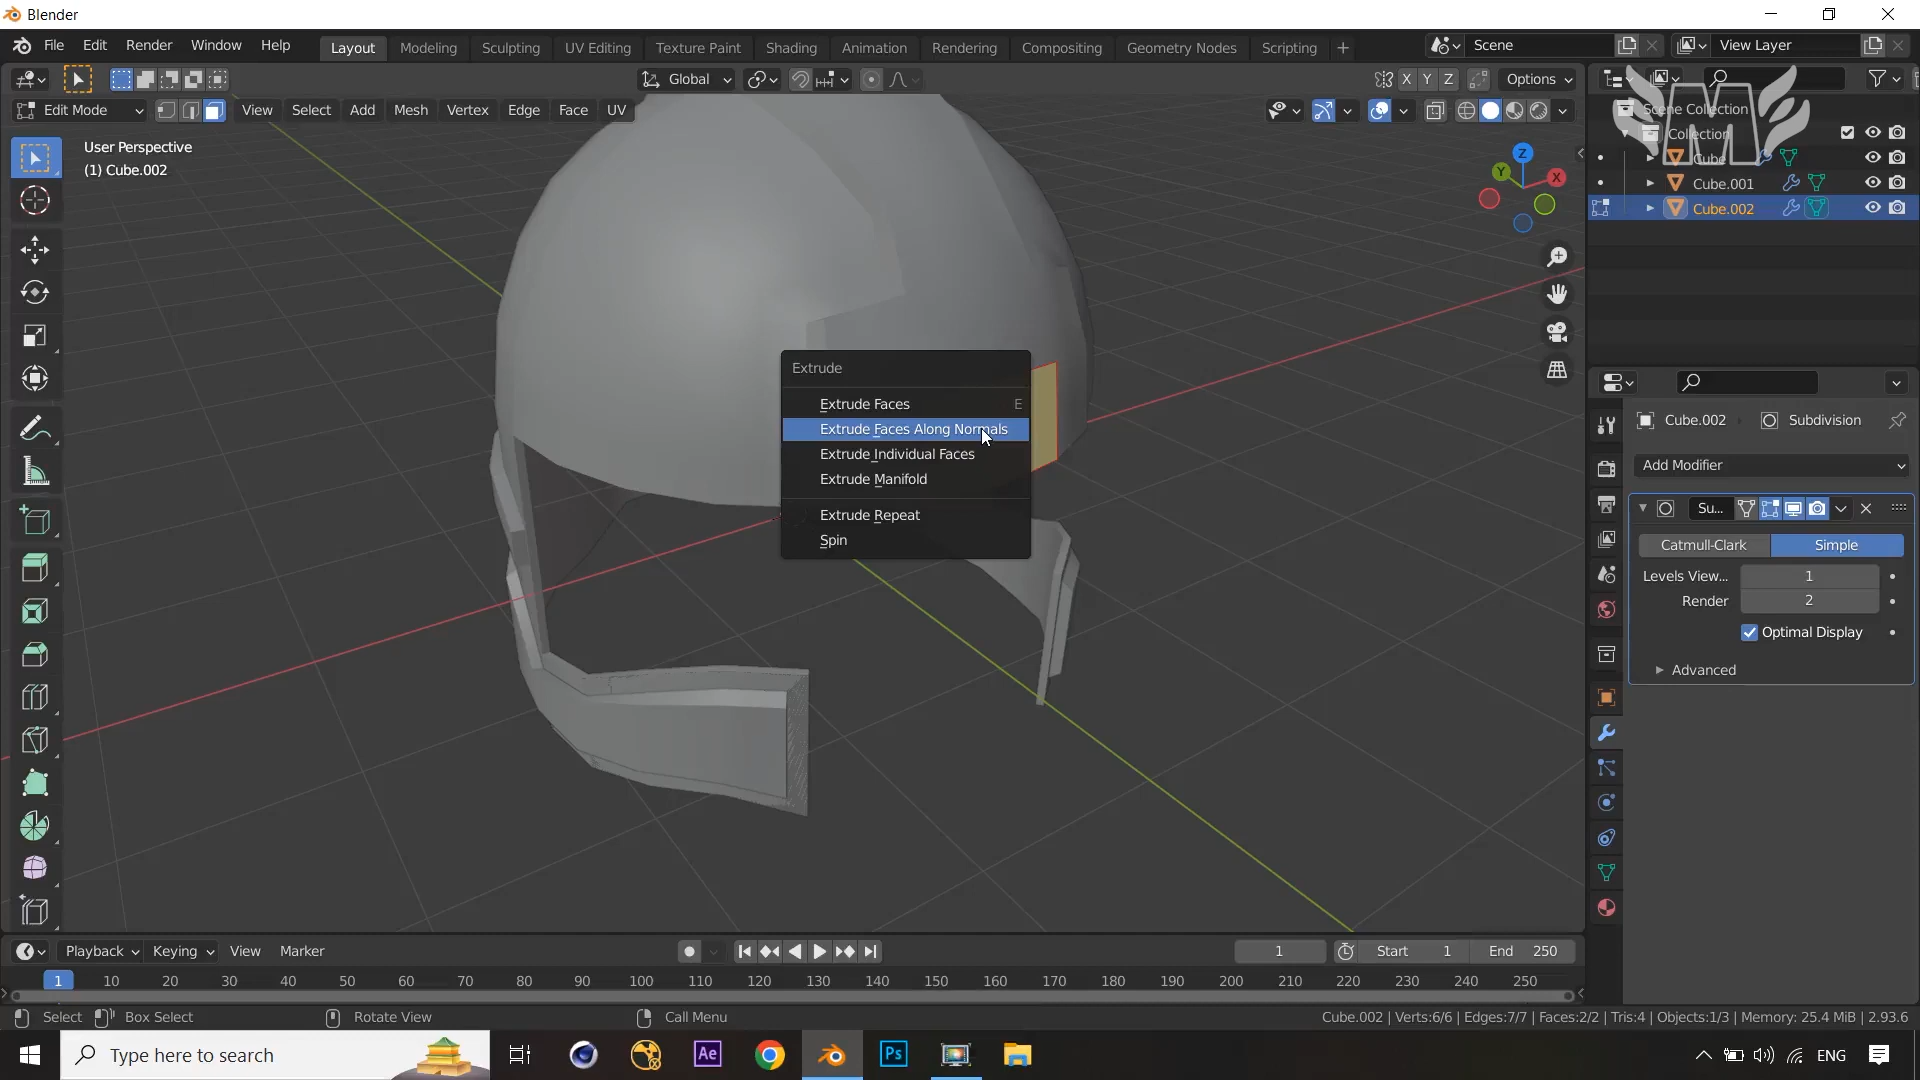 Blender
File Edit Render Window Help
Layout Modeling Sculpting UV Editing Texture Paint Shading Animation Rendering Compositing Geometry Nodes Scripting
Scene
View Layer
Global
X Y Z
Options
Edit Mode
View Select Add Mesh Vertex Edge Face UV
User Perspective
(1) Cube.002
Z
Y
X
Scene Collection
Collection
Cube
Cube.001
Cube.002
Extrude
Extrude Faces E
Extrude Faces Along Normals
Extrude Individual Faces
Extrude Manifold
Extrude Repeat
Spin
Cube.002 Subdivision
Add Modifier
Su...
Catmull-Clark Simple
Levels View... 1
Render 2
Optimal Display
Advanced
Playback Keying View Marker
1
Start 1 End 250
1 10 20 30 40 50 60 70 80 90 100 110 120 130 140 150 160 170 180 190 200 210 220 230 240 250
Select Box Select Rotate View Call Menu
Cube.002 | Verts:6/6 | Edges:7/7 | Faces:2/2 | Tris:4 | Objects:1/3 | Memory: 25.4 MiB | 2.93.6
Type here to search
Ae
Ps
ENG